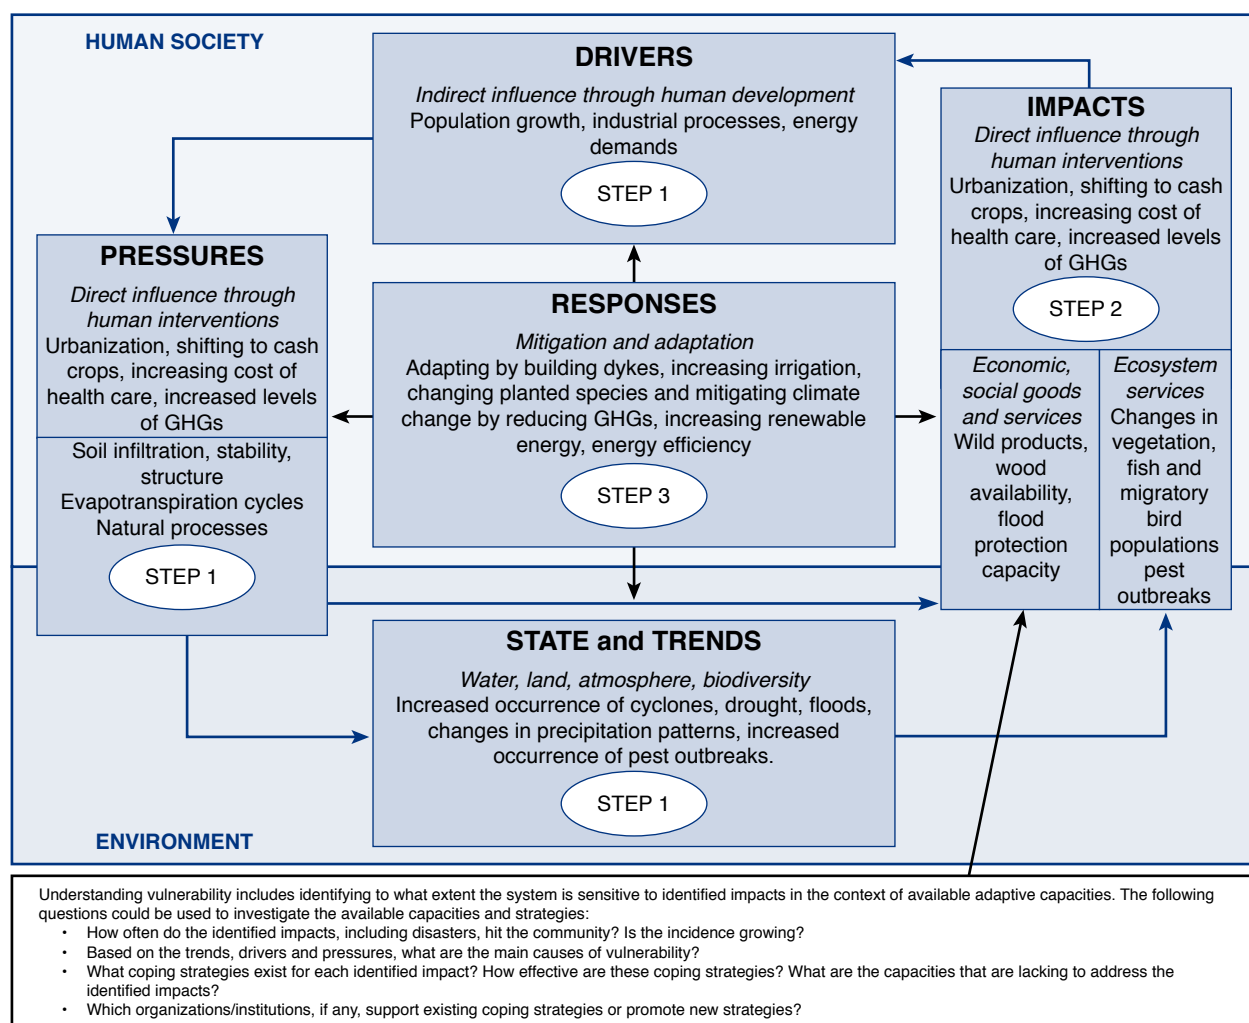 HUMAN SOCIETY
DRIVERS
Indirect influence through human development
Population growth, industrial processes, energy
demands
STEP 1
IMPACTS
Direct influence through
human interventions
Urbanization, shifting to cash
crops, increasing cost of
health care, increased levels
of GHGs
STEP 2
Economic,
social goods
and services
Wild products,
wood
availability,
flood
protection
capacity
Ecosystem
services
Changes in
vegetation,
fish and
migratory
bird
populations
pest
outbreaks
PRESSURES
Direct influence through
human interventions
Urbanization, shifting to cash
crops, increasing cost of
health care, increased levels
of GHGs
Soil infiltration, stability,
structure
Evapotranspiration cycles
Natural processes
STEP 1
RESPONSES
Mitigation and adaptation
Adapting by building dykes, increasing irrigation,
changing planted species and mitigating climate
change by reducing GHGs, increasing renewable
energy, energy efficiency
STEP 3
STATE and TRENDS
Water, land, atmosphere, biodiversity
Increased occurrence of cyclones, drought, floods,
changes in precipitation patterns, increased
occurrence of pest outbreaks.
STEP 1
ENVIRONMENT
Understanding vulnerability includes identifying to what extent the system is sensitive to identified impacts in the context of available adaptive capacities. The following
questions could be used to investigate the available capacities and strategies:
• How often do the identified impacts, including disasters, hit the community? Is the incidence growing?
• Based on the trends, drivers and pressures, what are the main causes of vulnerability?
• What coping strategies exist for each identified impact? How effective are these coping strategies? What are the capacities that are lacking to address the
identified impacts?
• Which organizations/institutions, if any, support existing coping strategies or promote new strategies?